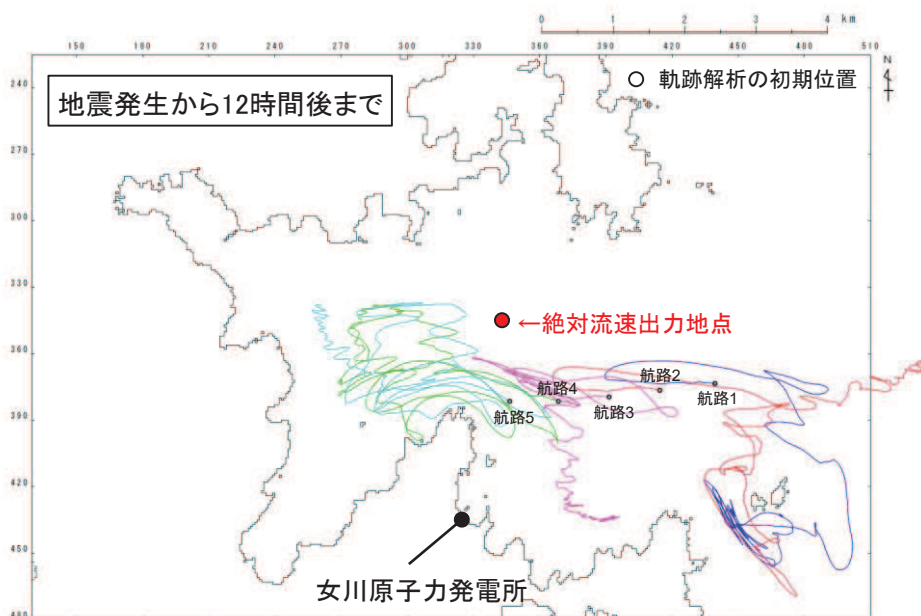 0 1 2 3 4 km
150 180 210 240 270 300 330 360 390 420 450 480 510
N
240
270
300
330
360
390
420
450
480
地震発生から12時間後まで
○ 軌跡解析の初期位置
←絶対流速出力地点
航路4
航路2
航路5
航路3
航路1
女川原子力発電所